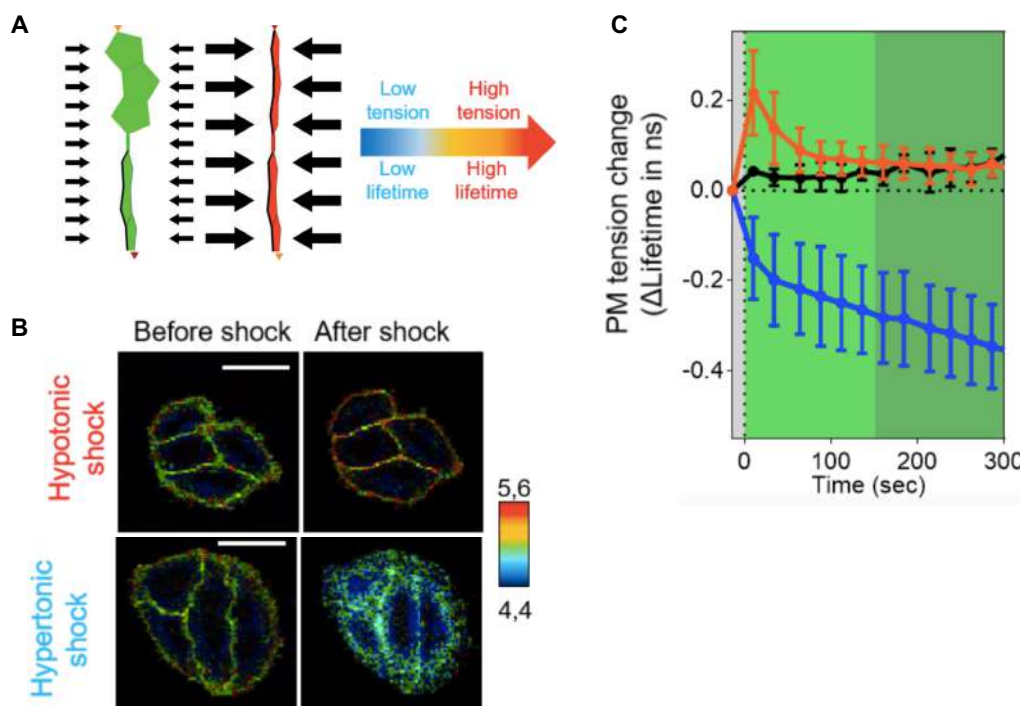 A
Low
tension
High
tension
Low
lifetime
High
lifetime
B
Before shock
After shock
Hypotonic
shock
Hypertonic
shock
5,6
4,4
C
PM tension change
(ΔLifetime in ns)
0.2
0.0
-0.2
-0.4
0
100
200
300
Time (sec)